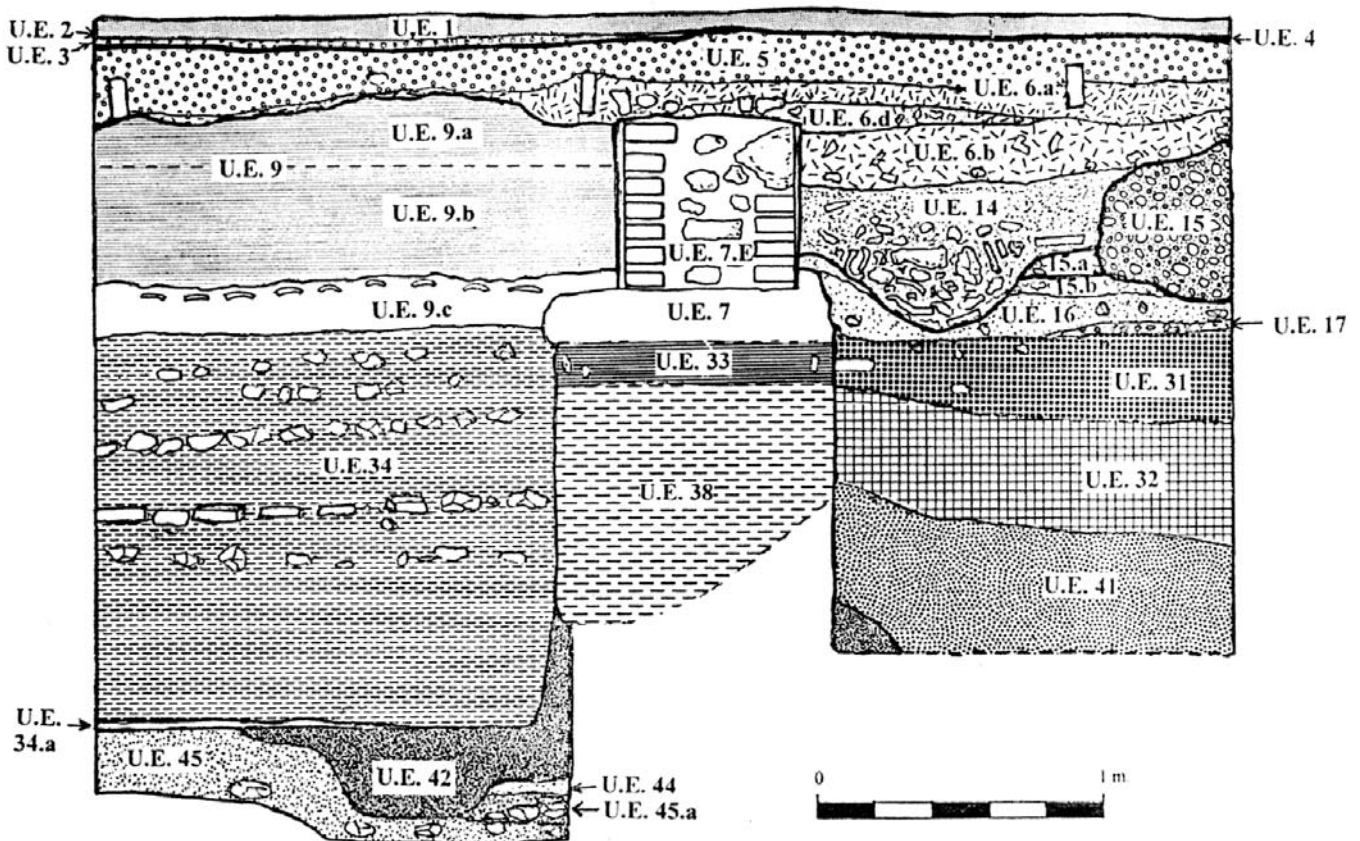 U.E. 1
U.E. 2
U.E. 3
U.E. 4
U.E. 5
U.E. 6.a
U.E. 6.d
U.E. 9.a
U.E. 6.b
U.E. 9
U.E. 9.b
U.E. 14
U.E. 15
U.E. 7.E
15.a
15.b
U.E. 9.c
U.E. 7
U.E. 16
U.E. 17
U.E. 33
U.E. 31
U.E.34
U.E. 38
U.E. 32
U.E. 41
U.E.
34.a
U.E. 45
U.E. 42
U.E. 44
U.E. 45.a
0 1 m.